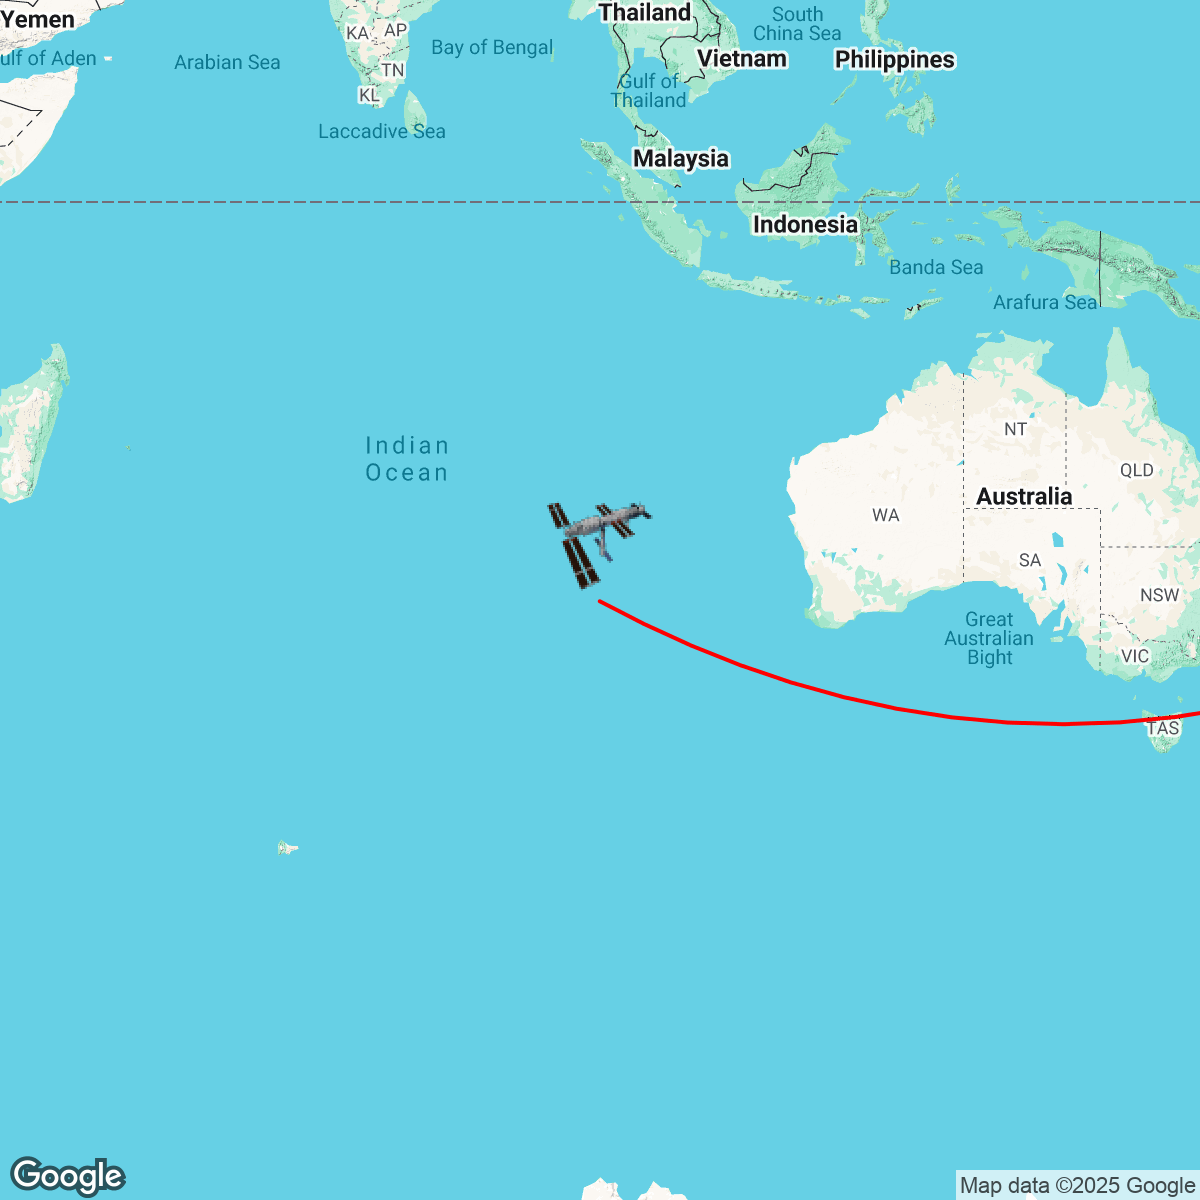 Thailand
South
China Sea
Yemen
KA
AP
Bay of Bengal
Vietnam
Philippines
ulf of Aden
Arabian Sea
TN
Gulf of
Thailand
KL
Laccadive Sea
Malaysia
Indonesia
Banda Sea
Arafura Sea
NT
Indian
Ocean
QLD
Australia
WA
SA
NSW
Great
Australian
Bight
VIC
TAS
Google
Map data ©2025 Google